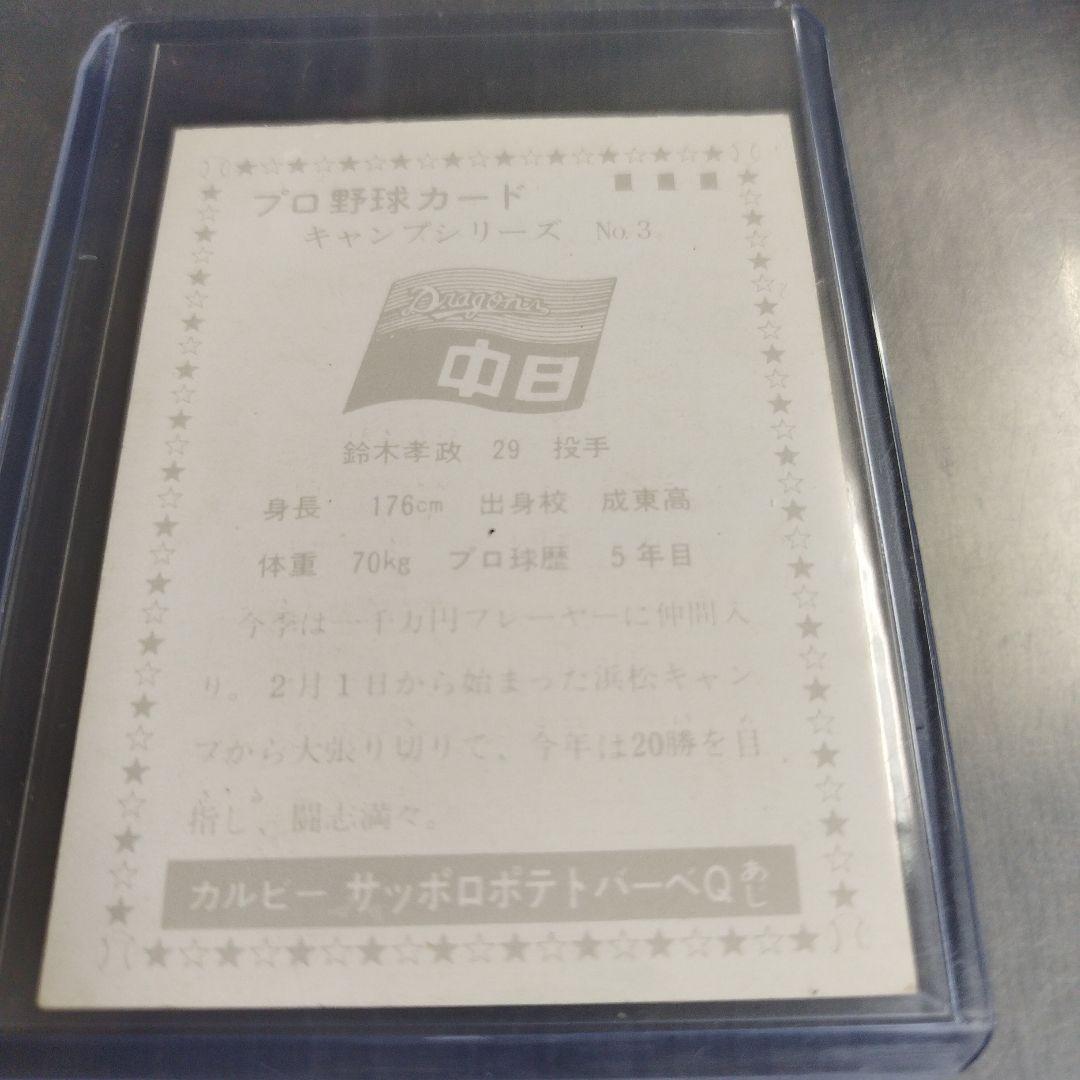 プロ野球カード
キャンプシリーズ No.3
Dragons
中日
鈴木孝政 29 投手
身長 176cm 出身校 成東高
体重 70kg プロ球歴 5年目
今季は一千万円プレーヤーに仲間入
り。2月1日から始まった浜松キャン
プから大張り切りで、今年は20勝を目
指し、闘志満々。
カルビー サッポロポテトバーベQあじ